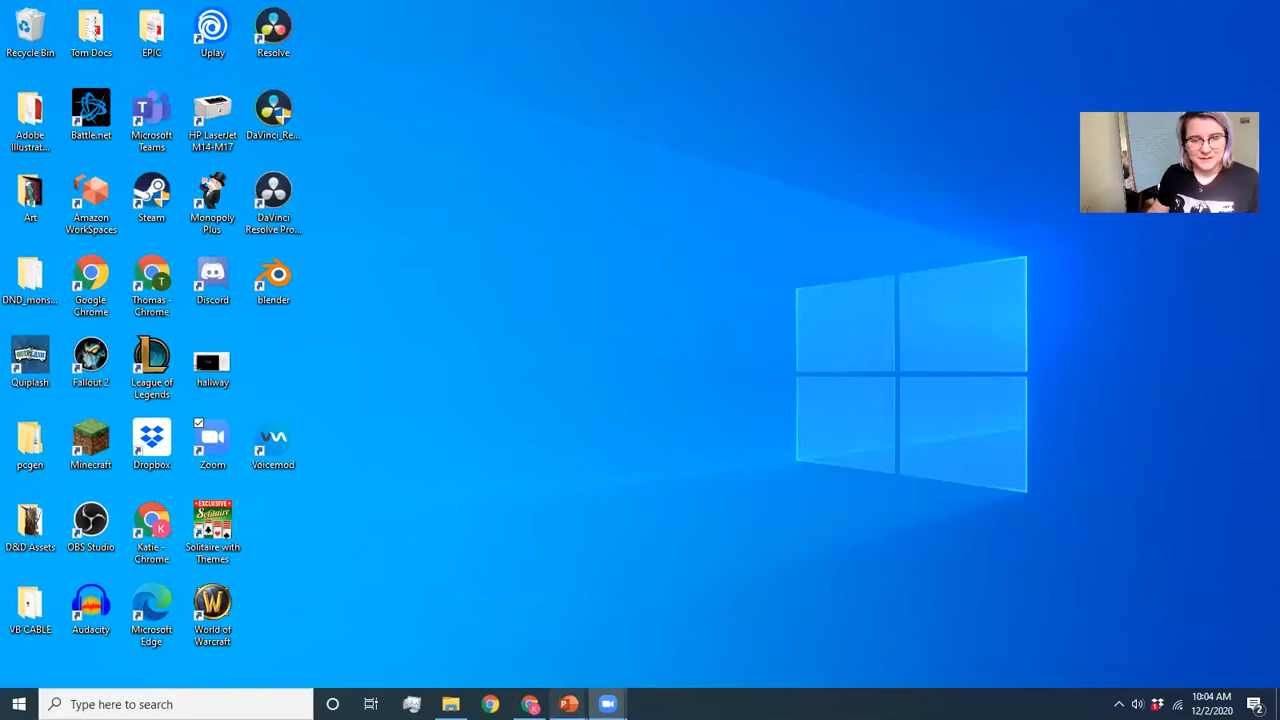 Recycle Bin
Tom Docs
EPIC
Uplay
Resolve
Adobe
Illustrat...
Battle.net
Microsoft
Teams
HP LaserJet
M14-M17
DaVinci_Re...
Art
Amazon
WorkSpaces
Steam
Monopoly
Plus
DaVinci
Resolve Pro...
DND_mons...
Google
Chrome
Thomas -
Chrome
Discord
blender
Quiplash
Fallout 2
League of
Legends
hallway
pcgen
Minecraft
Dropbox
Zoom
Voicemod
D&D Assets
OBS Studio
Katie -
Chrome
EXCLUSIVE
Solitaire
Solitaire with
Themes
VB CABLE
Audacity
Microsoft
Edge
World of
Warcraft
Type here to search
10:04 AM
12/2/2020
2